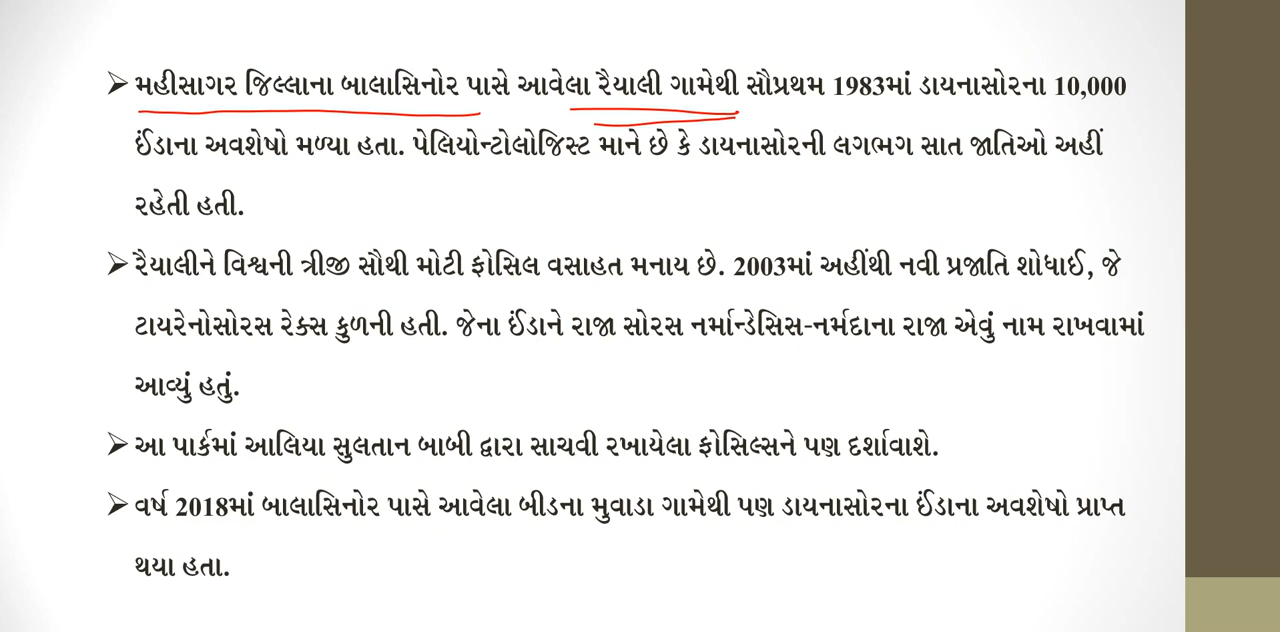 ➢ મહીસાગર જિલ્લાના બાલાસિનોર પાસે આવેલા રૈયાલી ગામેથી સૌપ્રથમ 1983માં ડાયનાસોરના 10,000
ઈંડાના અવશેષો મળ્યા હતા. પેલિયોન્ટોલોજિસ્ટ માને છે કે ડાયનાસોરની લગભગ સાત જાતિઓ અહીં
રહેતી હતી.
➢ રૈયાલીને વિશ્વની ત્રીજી સૌથી મોટી ફોસિલ વસાહત મનાય છે. 2003માં અહીંથી નવી પ્રજાતિ શોધાઈ, જે
ટાયરેનોસોરસ રેક્સ કુળની હતી. જેના ઈંડાને રાજા સોરસ નર્માન્ડેસિસ-નર્મદાના રાજા એવું નામ રાખવામાં
આવ્યું હતું.
➢ આ પાર્કમાં આલિયા સુલતાન બાબી દ્વારા સાચવી રખાયેલા ફોસિલ્સને પણ દર્શાવાશે.
➢ વર્ષ 2018માં બાલાસિનોર પાસે આવેલા બીડના મુવાડા ગામેથી પણ ડાયનાસોરના ઈંડાના અવશેષો પ્રાપ્ત
થયા હતા.